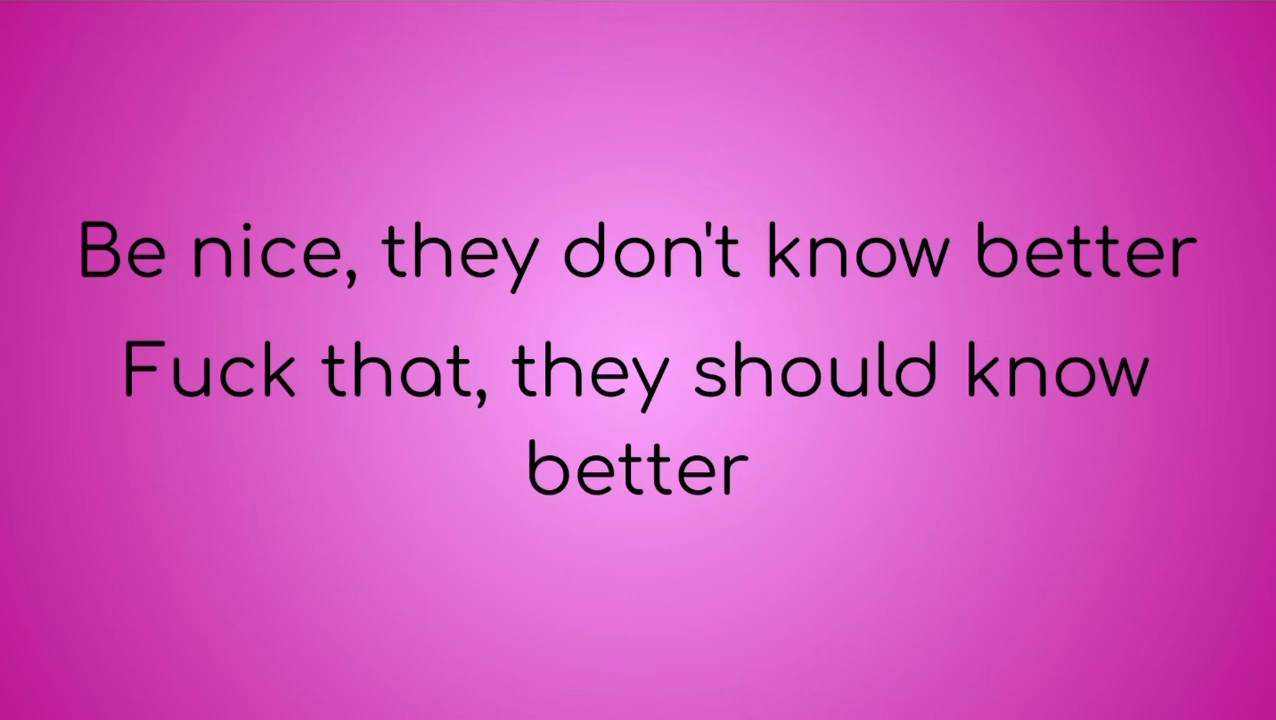 Be nice, they don't know better
Fuck that, they should know
better